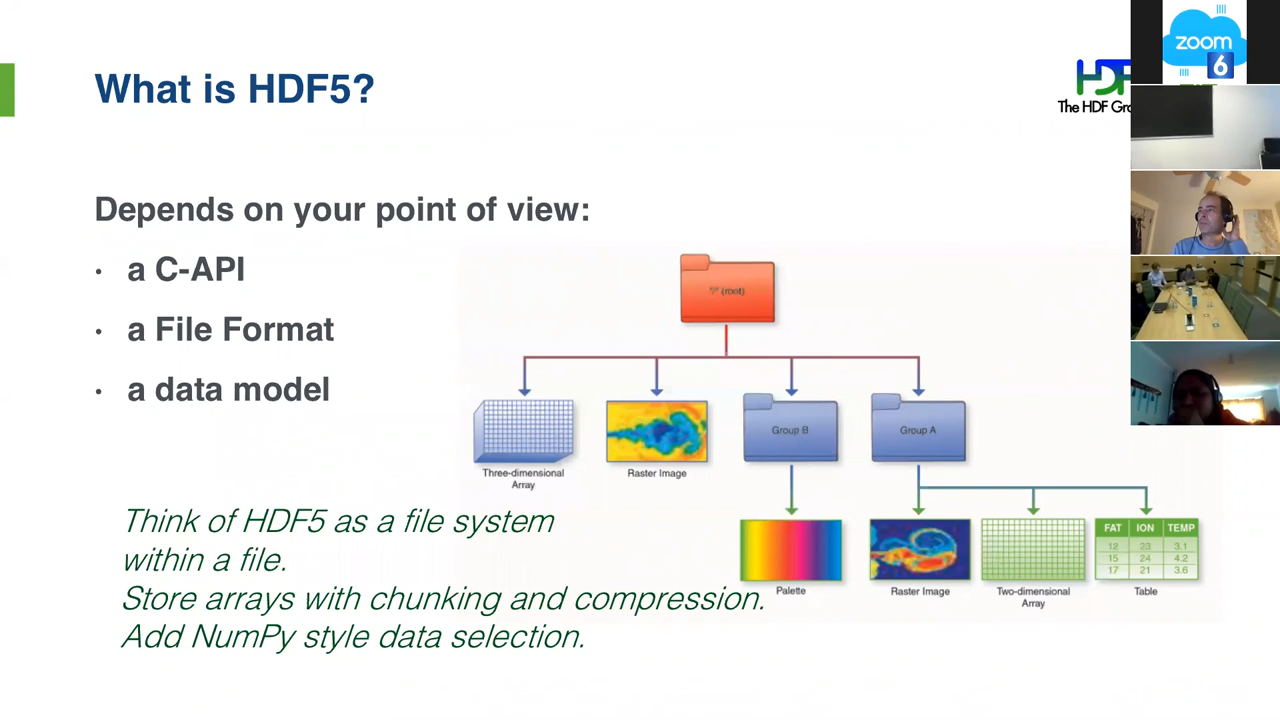 What is HDF5?
zoom
6
HDF
The HDF Gro
Depends on your point of view:
· a C-API
· a File Format
· a data model
"/" (root)
Group B
Group A
Three-dimensional
Array
Raster Image
FAT ION TEMP
12 23 3.1
15 24 4.2
17 21 3.6
Palette
Raster Image
Two-dimensional
Array
Table
Think of HDF5 as a file system
within a file.
Store arrays with chunking and compression.
Add NumPy style data selection.